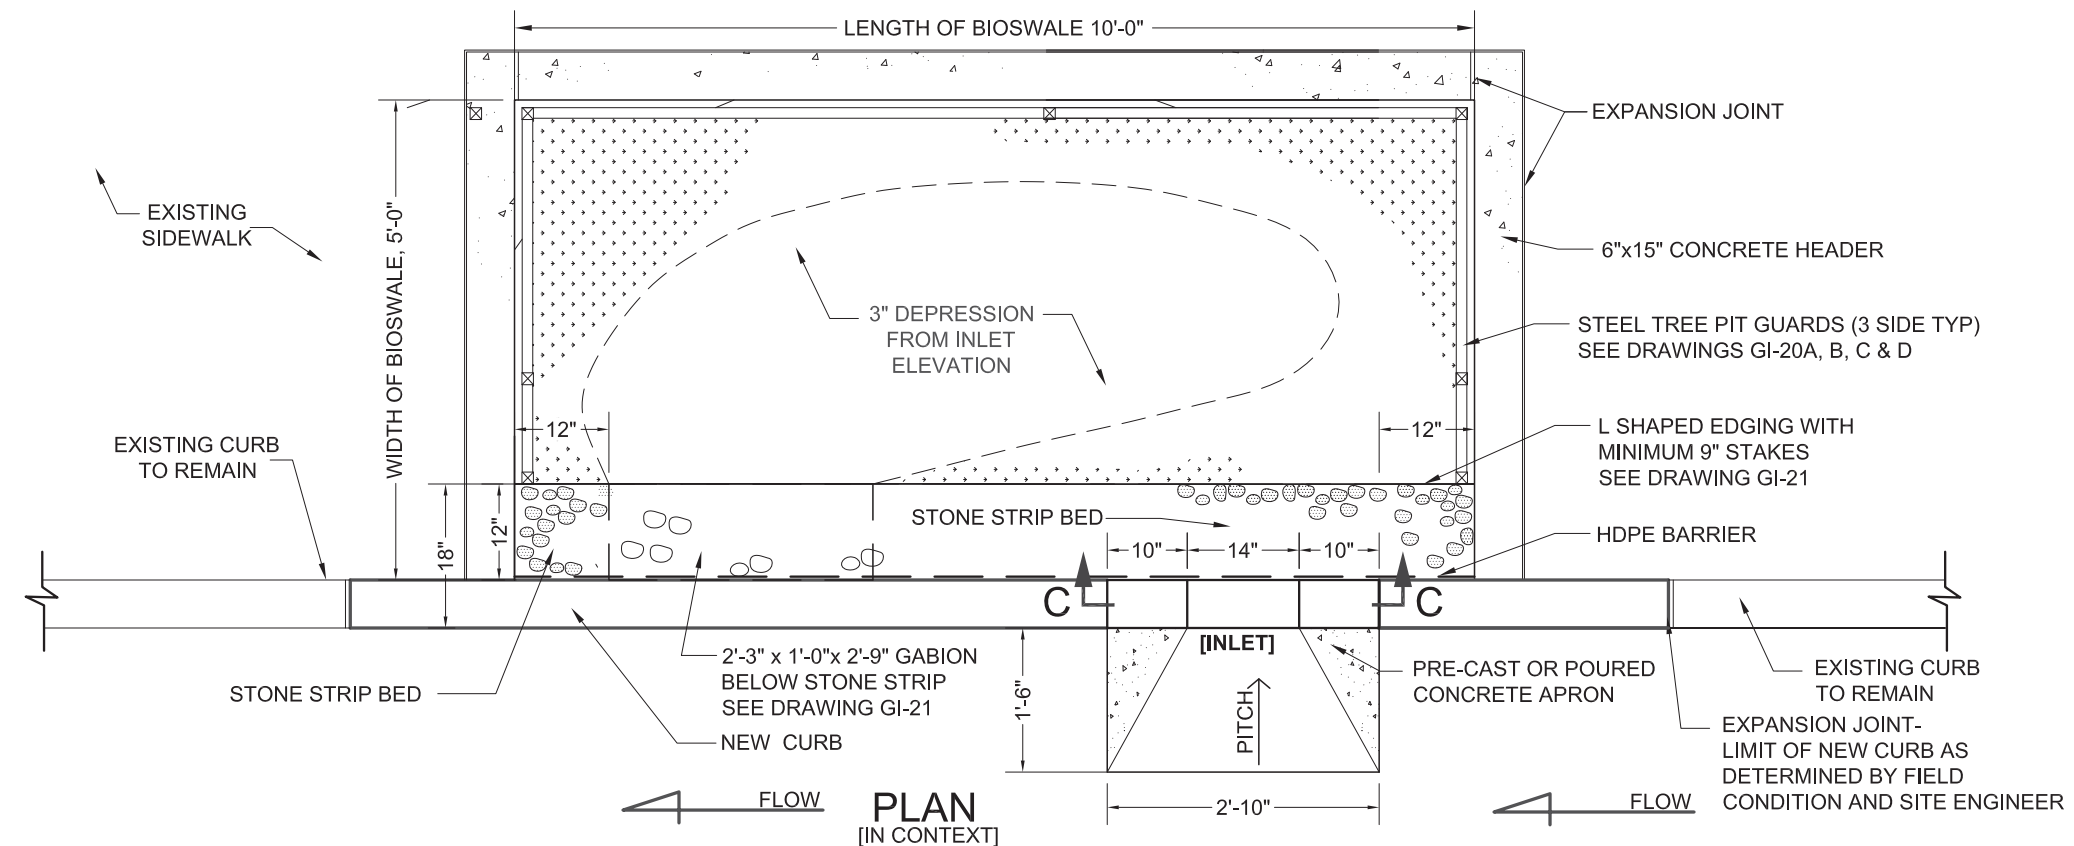 LENGTH OF BIOSWALE 10'-0"
EXPANSION JOINT
EXISTING
SIDEWALK
WIDTH OF BIOSWALE, 5'-0"
6"x15" CONCRETE HEADER
3" DEPRESSION
FROM INLET
ELEVATION
STEEL TREE PIT GUARDS (3 SIDE TYP)
SEE DRAWINGS GI-20A, B, C & D
12"
12"
L SHAPED EDGING WITH
MINIMUM 9" STAKES
SEE DRAWING GI-21
EXISTING CURB
TO REMAIN
STONE STRIP BED
HDPE BARRIER
18"
12"
10"
14"
10"
C
C
[INLET]
2'-3" x 1'-0"x 2'-9" GABION
BELOW STONE STRIP
SEE DRAWING GI-21
STONE STRIP BED
NEW CURB
1'-6"
PITCH
PRE-CAST OR POURED
CONCRETE APRON
EXISTING CURB
TO REMAIN
EXPANSION JOINT-
LIMIT OF NEW CURB AS
DETERMINED BY FIELD
CONDITION AND SITE ENGINEER
FLOW
PLAN
[IN CONTEXT]
2'-10"
FLOW